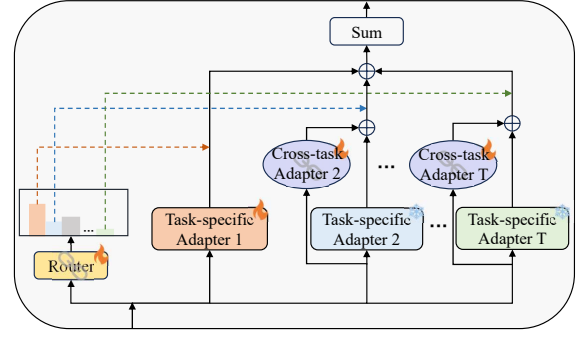 Sum
Cross-task
Adapter 2
...
Cross-task
Adapter T
...
Task-specific
Adapter 1
Task-specific
Adapter 2
...
Task-specific
Adapter T
Router